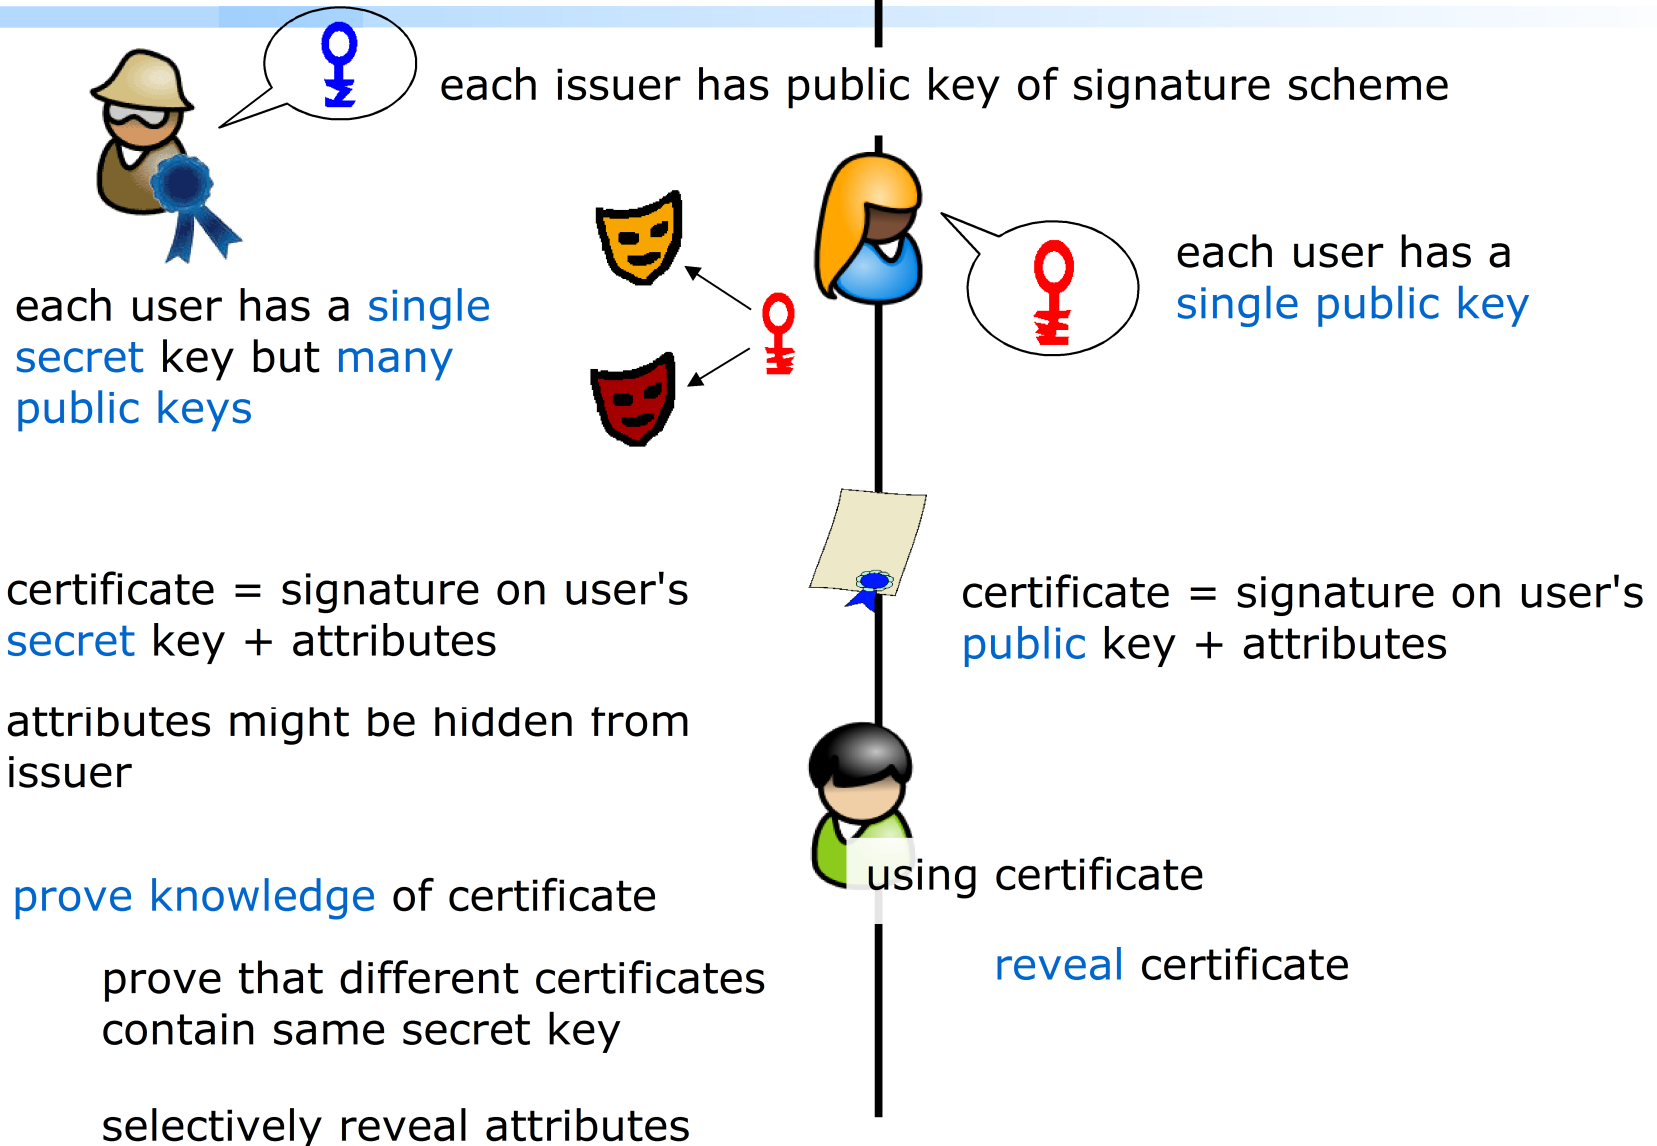 each issuer has public key of signature scheme
each user has a single
secret key but many
public keys
each user has a
single public key
certificate = signature on user's
secret key + attributes
certificate = signature on user's
public key + attributes
attributes might be hidden from
issuer
using certificate
prove knowledge of certificate
reveal certificate
prove that different certificates
contain same secret key
selectively reveal attributes